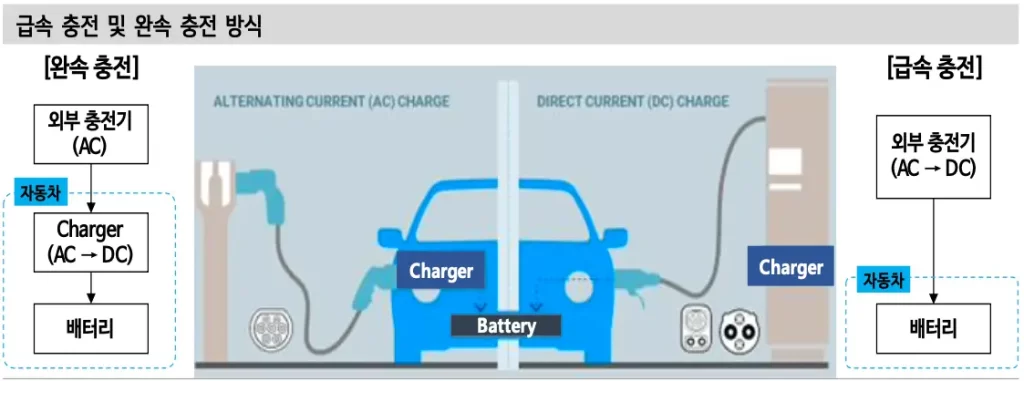 급속 충전 및 완속 충전 방식
[완속 충전]
외부 충전기
(AC)
자동차
Charger
(AC → DC)
배터리
ALTERNATING CURRENT (AC) CHARGE
DIRECT CURRENT (DC) CHARGE
Charger
Charger
Battery
[급속 충전]
외부 충전기
(AC → DC)
자동차
배터리